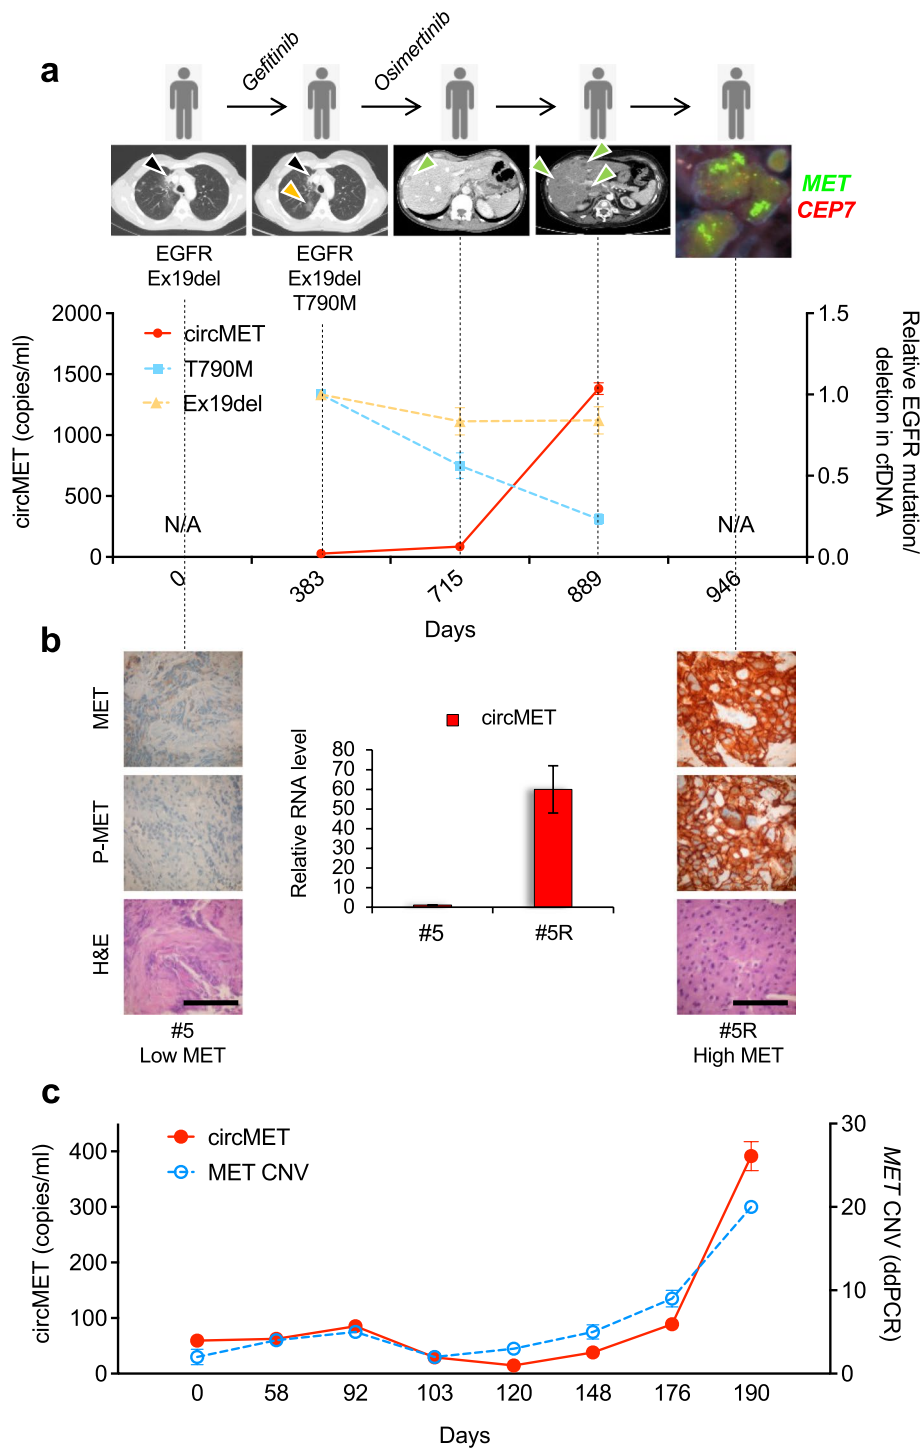 a
Gefitinib
Osimertinib
MET
CEP7
EGFR
Ex19del
EGFR
Ex19del
T790M
circMET (copies/ml)
2000
1500
1000
500
0
circMET
T790M
Ex19del
N/A
N/A
1.5
1.0
0.5
0.0
Relative EGFR mutation/
deletion in cfDNA
0
383
715
889
946
Days
b
MET
P-MET
H&E
#5
Low MET
circMET
Relative RNA level
80
70
60
50
40
30
20
10
0
#5
#5R
#5R
High MET
c
circMET
MET CNV
circMET (copies/ml)
400
300
200
100
0
30
20
10
0
MET CNV (ddPCR)
0
58
92
103
120
148
176
190
Days